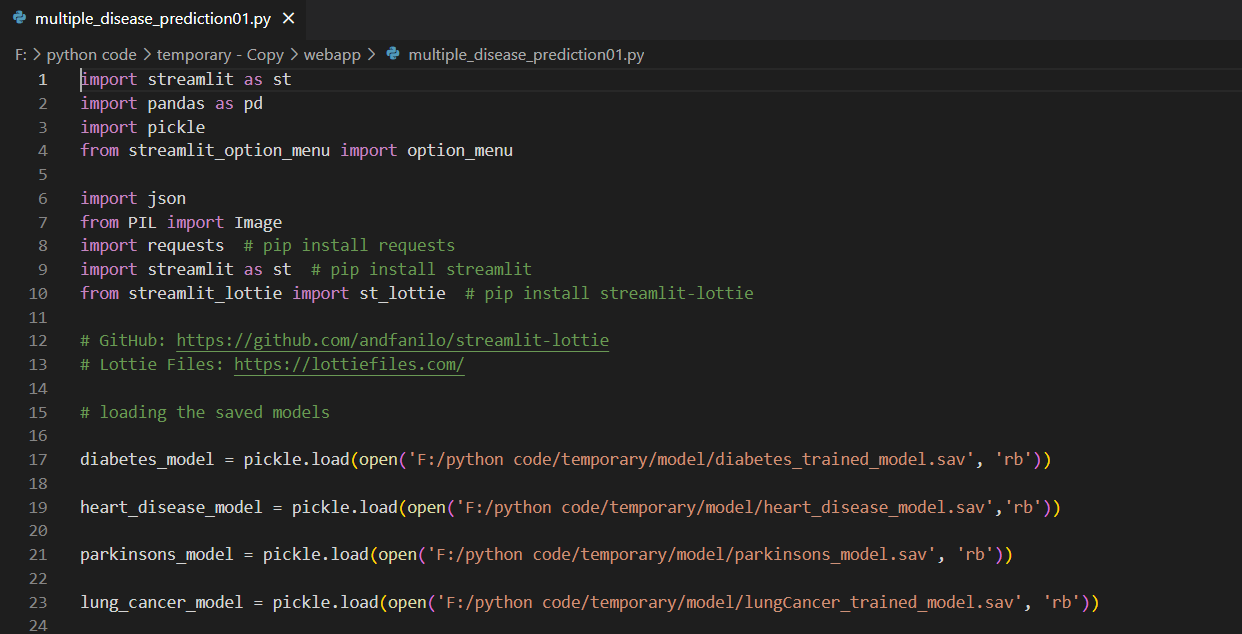 multiple_disease_prediction01.py ×
F: > python code > temporary - Copy > webapp > multiple_disease_prediction01.py
1 import streamlit as st
2 import pandas as pd
3 import pickle
4 from streamlit_option_menu import option_menu
5
6 import json
7 from PIL import Image
8 import requests  # pip install requests
9 import streamlit as st  # pip install streamlit
10 from streamlit_lottie import st_lottie  # pip install streamlit-lottie
11
12 # GitHub: https://github.com/andfanilo/streamlit-lottie
13 # Lottie Files: https://lottiefiles.com/
14
15 # loading the saved models
16
17 diabetes_model = pickle.load(open('F:/python code/temporary/model/diabetes_trained_model.sav', 'rb'))
18
19 heart_disease_model = pickle.load(open('F:/python code/temporary/model/heart_disease_model.sav','rb'))
20
21 parkinsons_model = pickle.load(open('F:/python code/temporary/model/parkinsons_model.sav', 'rb'))
22
23 lung_cancer_model = pickle.load(open('F:/python code/temporary/model/lungCancer_trained_model.sav', 'rb'))
24